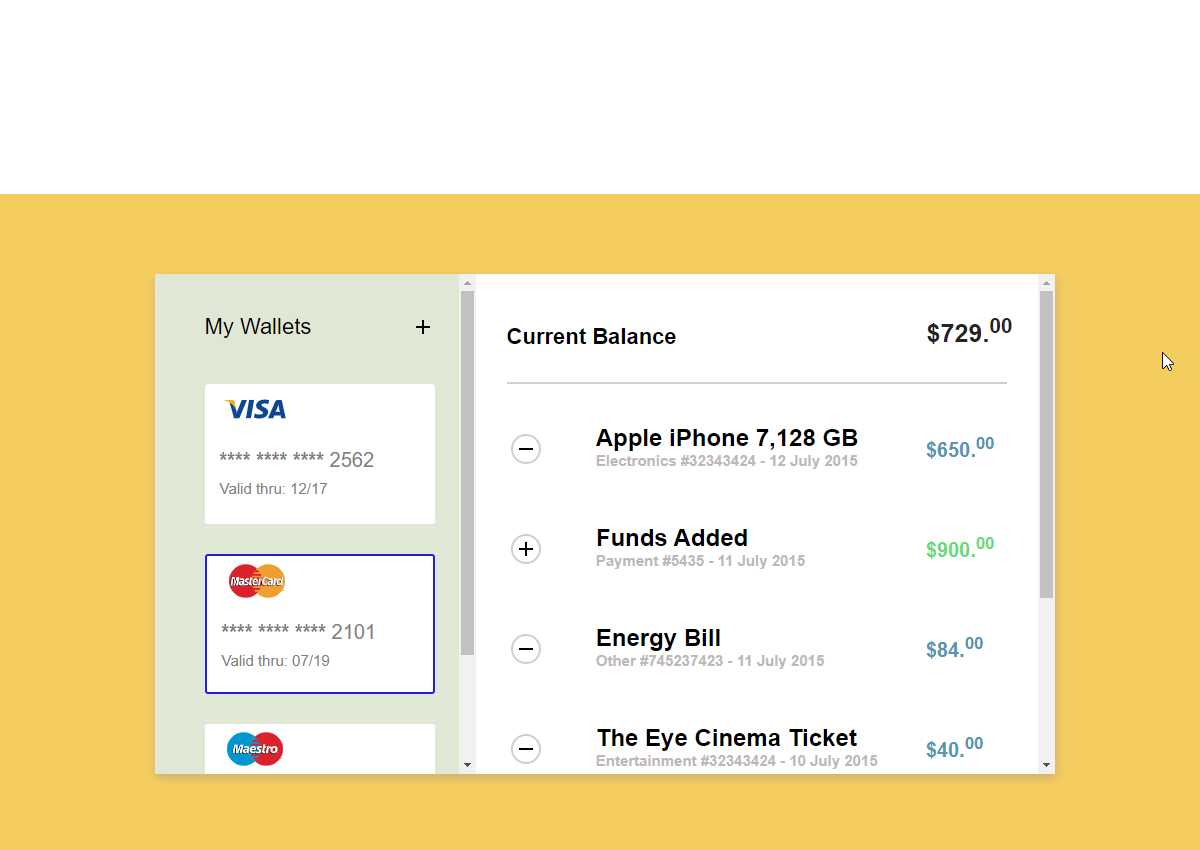 My Wallets
+
VISA
**** **** **** 2562
Valid thru: 12/17
MasterCard
**** **** **** 2101
Valid thru: 07/19
Maestro
Current Balance
$729.00
Apple iPhone 7,128 GB
Electronics #32343424 - 12 July 2015
$650.00
Funds Added
Payment #5435 - 11 July 2015
$900.00
Energy Bill
Other #745237423 - 11 July 2015
$84.00
The Eye Cinema Ticket
Entertainment #32343424 - 10 July 2015
$40.00